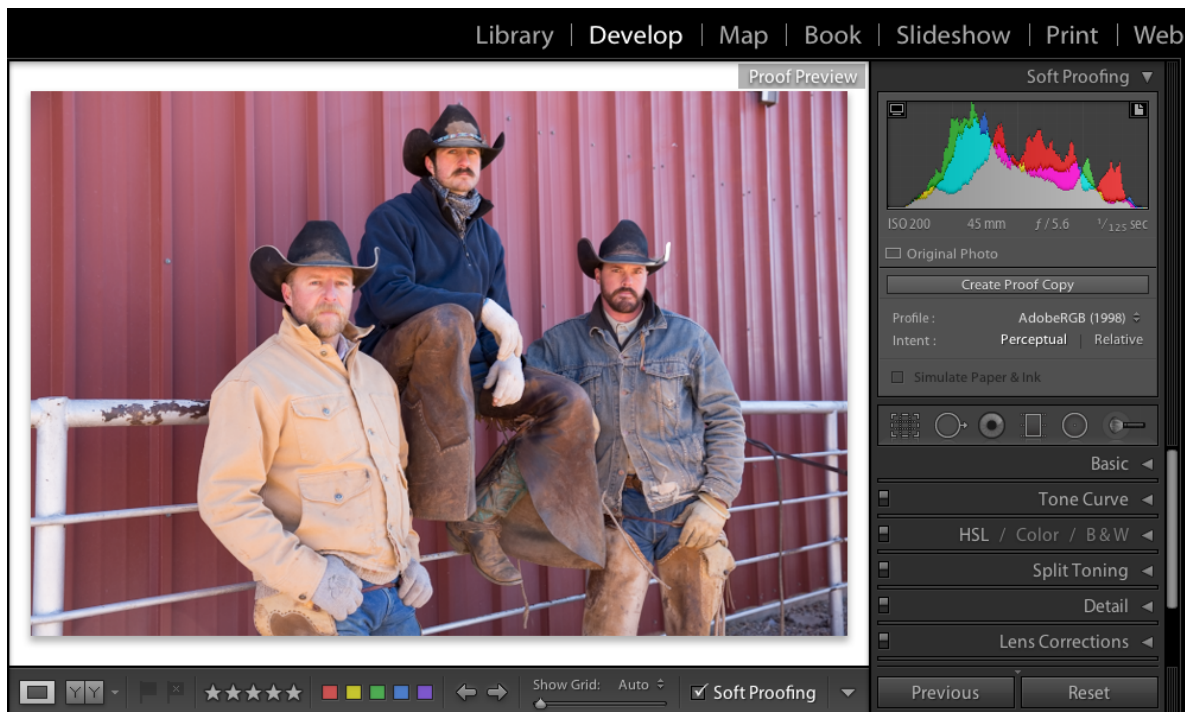 Library | Develop | Map | Book | Slideshow | Print | Web
Proof Preview
Soft Proofing
ISO 200 45 mm ƒ / 5.6 1/125 sec
Original Photo
Create Proof Copy
Profile : AdobeRGB (1998)
Intent : Perceptual | Relative
Simulate Paper & Ink
Basic
Tone Curve
HSL / Color / B & W
Split Toning
Detail
Lens Corrections
Y Y
Show Grid: Auto
Soft Proofing
Previous
Reset